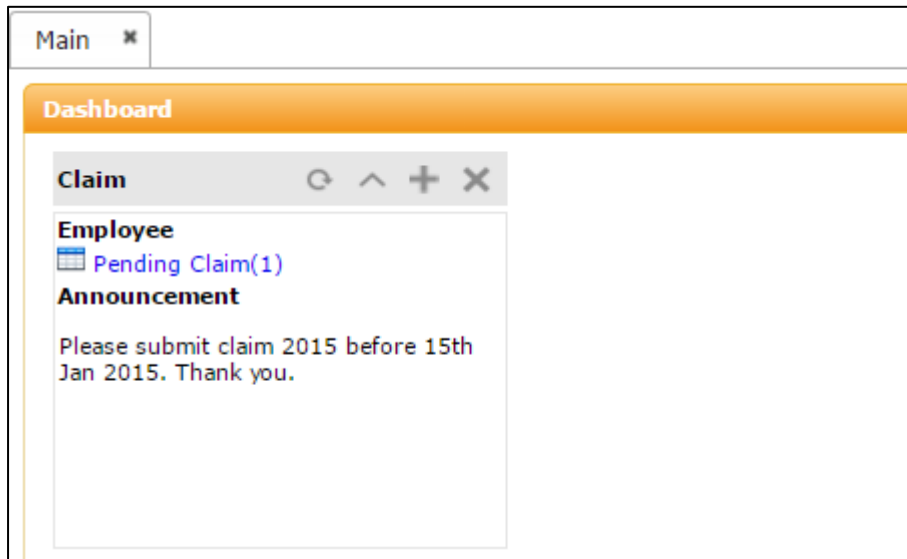 Main
Dashboard
Claim
Employee
Pending Claim(1)
Announcement
Please submit claim 2015 before 15th
Jan 2015. Thank you.